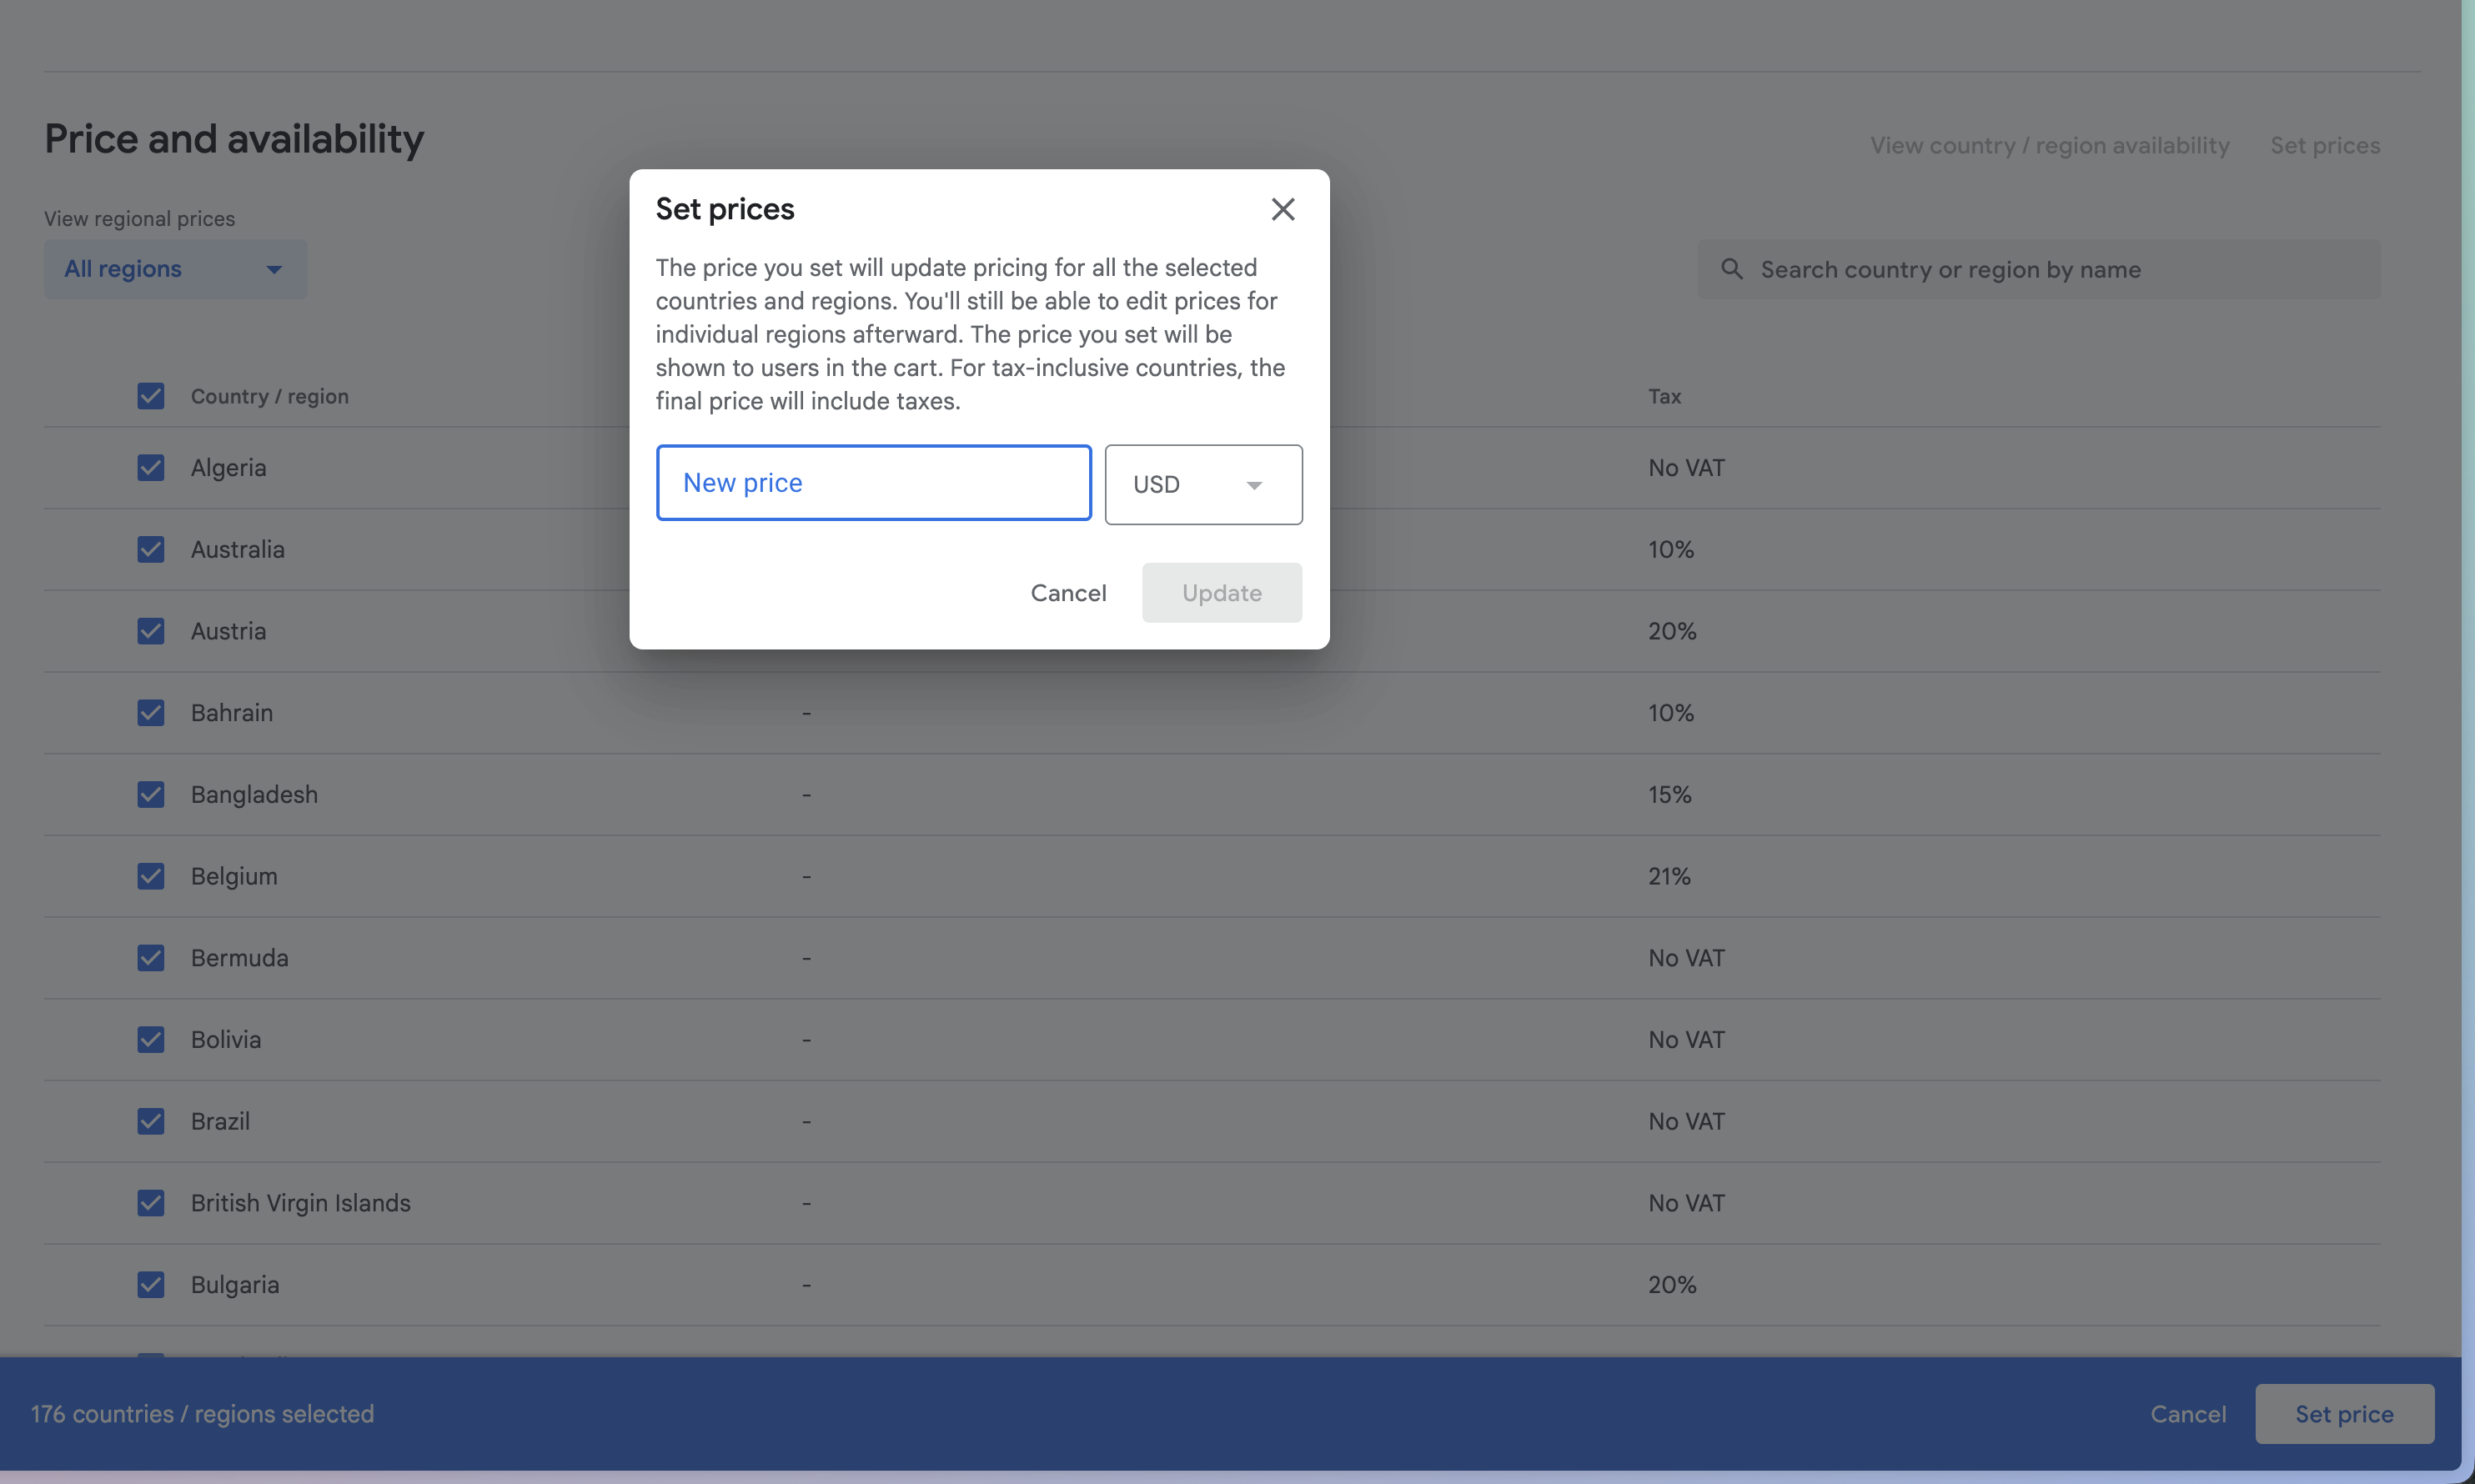 Price and availability
View country / region availability
Set prices
View regional prices
All regions
Search country or region by name
Set prices
The price you set will update pricing for all the selected
countries and regions. You'll still be able to edit prices for
individual regions afterward. The price you set will be
shown to users in the cart. For tax-inclusive countries, the
final price will include taxes.
New price
USD
Cancel
Update
Country / region
Tax
Algeria
No VAT
Australia
10%
Austria
20%
Bahrain
-
10%
Bangladesh
-
15%
Belgium
-
21%
Bermuda
-
No VAT
Bolivia
-
No VAT
Brazil
-
No VAT
British Virgin Islands
-
No VAT
Bulgaria
-
20%
176 countries / regions selected
Cancel
Set price